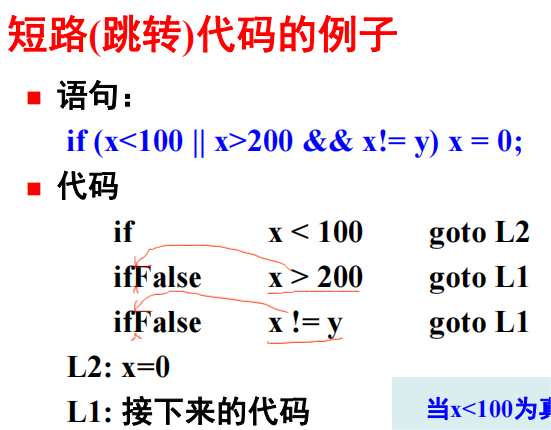 短路(跳转)代码的例子
语句：
if (x<100 || x>200 && x!= y) x = 0;
代码
if x < 100 goto L2
ifFalse x > 200 goto L1
ifFalse x != y goto L1
L2: x=0
L1: 接下来的代码
当x<100为真